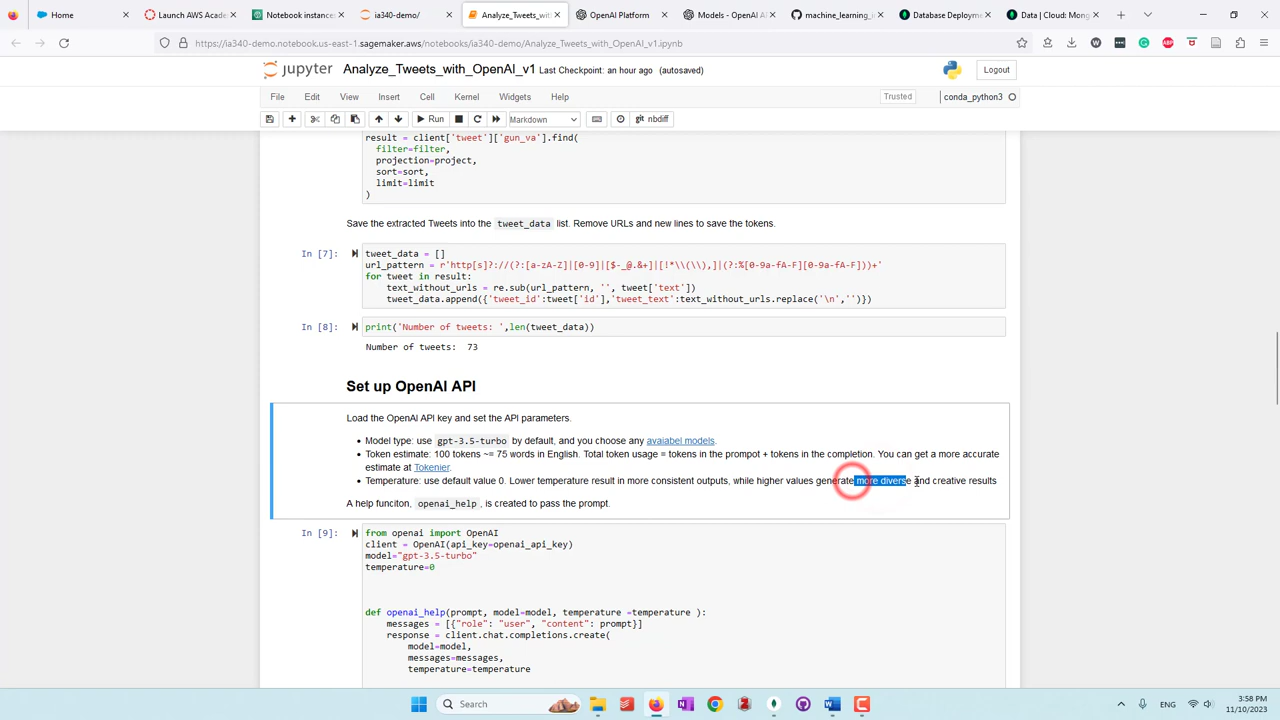 Home
Launch AWS Acade
Notebook instances
ia340-demo/
Analyze_Tweets_with
OpenAI Platform
Models - OpenAI AP
machine_learning_n
Database Deployme
Data | Cloud: Mong
https://ia340-demo.notebook.us-east-1.sagemaker.aws/notebooks/ia340-demo/Analyze_Tweets_with_OpenAI_v1.ipynb
jupyter Analyze_Tweets_with_OpenAI_v1 Last Checkpoint: an hour ago (autosaved)
Logout
File Edit View Insert Cell Kernel Widgets Help
Trusted conda_python3
Run Markdown nbdiff
result = client['tweet']['gun_va'].find(
filter=filter,
projection=project,
sort=sort,
limit=limit
)
Save the extracted Tweets into the tweet_data list. Remove URLs and new lines to save the tokens.
In [7]: tweet_data = []
url_pattern = r'http[s]?://(?:[a-zA-Z]|[0-9]|[$-_@.&+]|[!*\\(\\),]|(?:%[0-9a-fA-F][0-9a-fA-F]))+'
for tweet in result:
text_without_urls = re.sub(url_pattern, '', tweet['text'])
tweet_data.append({'tweet_id':tweet['id'],'tweet_text':text_without_urls.replace('\n','')})
In [8]: print('Number of tweets: ',len(tweet_data))
Number of tweets:  73
Set up OpenAI API
Load the OpenAI API key and set the API parameters.
• Model type: use gpt-3.5-turbo by default, and you choose any avaiabel models.
• Token estimate: 100 tokens ~= 75 words in English. Total token usage = tokens in the prompot + tokens in the completion. You can get a more accurate
estimate at Tokenier.
• Temperature: use default value 0. Lower temperature result in more consistent outputs, while higher values generate more diverse and creative results
A help funciton, openai_help, is created to pass the prompt.
In [9]: from openai import OpenAI
client = OpenAI(api_key=openai_api_key)
model="gpt-3.5-turbo"
temperature=0
def openai_help(prompt, model=model, temperature =temperature ):
messages = [{"role": "user", "content": prompt}]
response = client.chat.completions.create(
model=model,
messages=messages,
temperature=temperature
Search
ENG
3:58 PM
11/10/2023